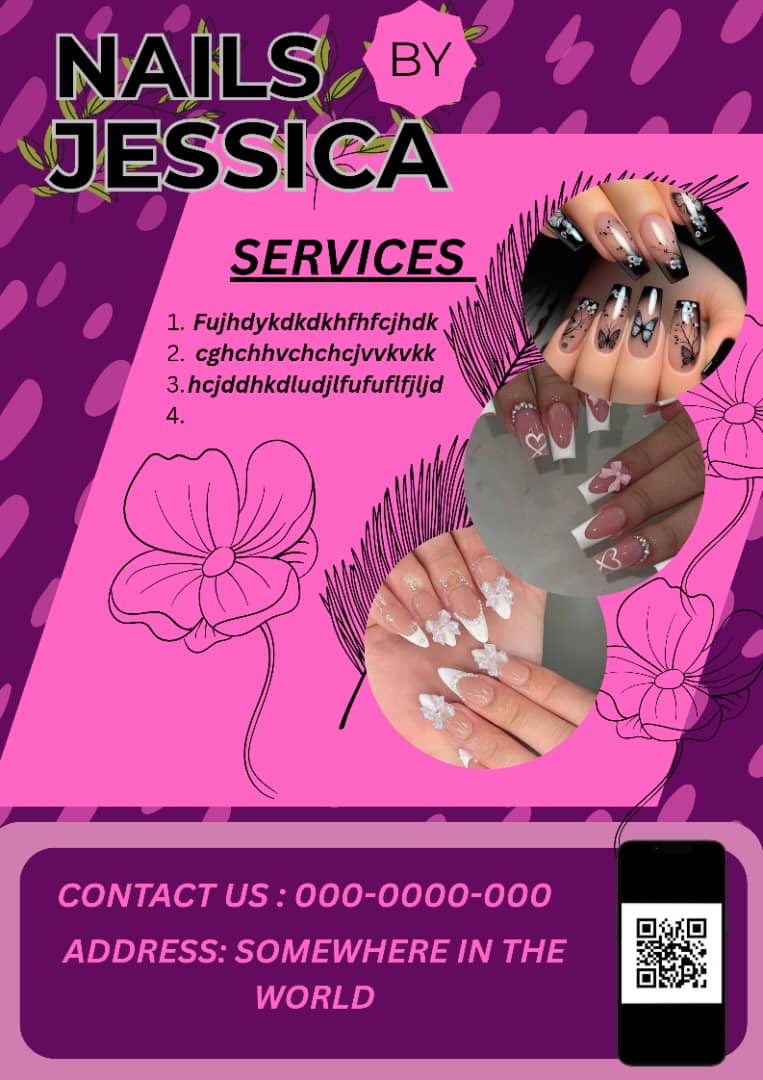 NAILS BY
JESSICA
SERVICES
1. Fujhdykdkdkhfhfcjhdk
2. cghchhvchchcjvvkvkk
3. hcjddhkdludjlfufuflfjljd
4.
CONTACT US : 000-0000-000
ADDRESS: SOMEWHERE IN THE
WORLD